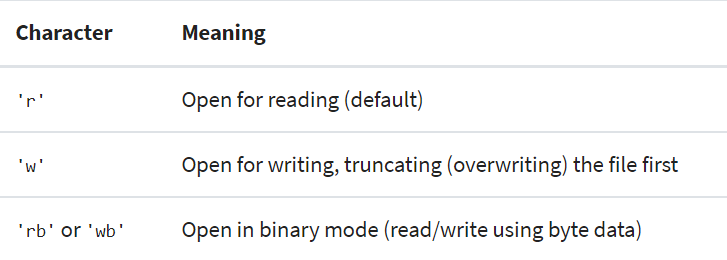 Character Meaning
'r' Open for reading (default)
'w' Open for writing, truncating (overwriting) the file first
'rb' or 'wb' Open in binary mode (read/write using byte data)